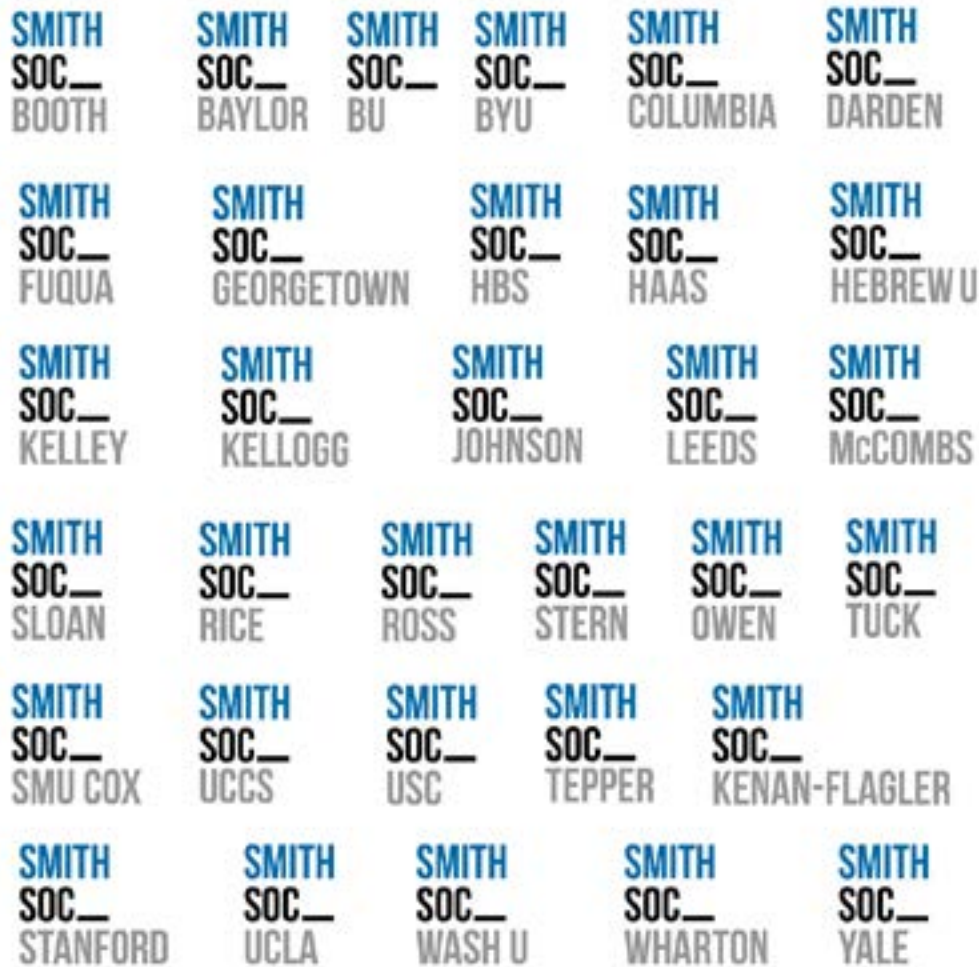 SMITH SMITH SMITH SMITH SMITH SMITH
SOC_ SOC_ SOC_ SOC_ SOC_ SOC_
BOOTH BAYLOR BU BYU COLUMBIA DARDEN
SMITH SMITH SMITH SMITH SMITH
SOC_ SOC_ SOC_ SOC_ SOC_
FUQUA GEORGETOWN HBS HAAS HEBREW U
SMITH SMITH SMITH SMITH SMITH
SOC_ SOC_ SOC_ SOC_ SOC_
KELLEY KELLOGG JOHNSON LEEDS McCOMBS
SMITH SMITH SMITH SMITH SMITH SMITH
SOC_ SOC_ SOC_ SOC_ SOC_ SOC_
SLOAN RICE ROSS STERN OWEN TUCK
SMITH SMITH SMITH SMITH SMITH
SOC_ SOC_ SOC_ SOC_ SOC_
SMU COX UCCS USC TEPPER KENAN-FLAGLER
SMITH SMITH SMITH SMITH SMITH
SOC_ SOC_ SOC_ SOC_ SOC_
STANFORD UCLA WASH U WHARTON YALE